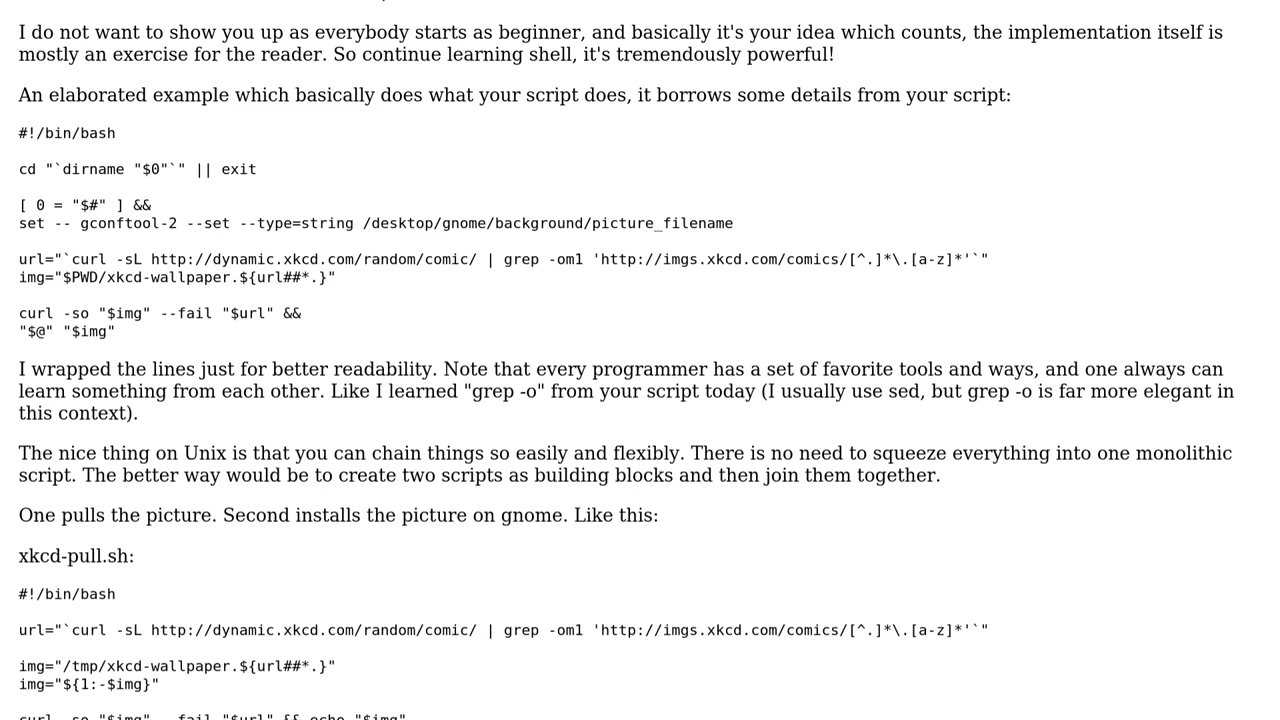 I do not want to show you up as everybody starts as beginner, and basically it's your idea which counts, the implementation itself is
mostly an exercise for the reader. So continue learning shell, it's tremendously powerful!
An elaborated example which basically does what your script does, it borrows some details from your script:
#!/bin/bash
cd "`dirname "$0"`" || exit
[ 0 = "$#" ] &&
set -- gconftool-2 --set --type=string /desktop/gnome/background/picture_filename
url="`curl -sL http://dynamic.xkcd.com/random/comic/ | grep -om1 'http://imgs.xkcd.com/comics/[^.]*\.[a-z]*'`"
img="$PWD/xkcd-wallpaper.${url##*.}"
curl -so "$img" --fail "$url" &&
"$@" "$img"
I wrapped the lines just for better readability. Note that every programmer has a set of favorite tools and ways, and one always can
learn something from each other. Like I learned "grep -o" from your script today (I usually use sed, but grep -o is far more elegant in
this context).
The nice thing on Unix is that you can chain things so easily and flexibly. There is no need to squeeze everything into one monolithic
script. The better way would be to create two scripts as building blocks and then join them together.
One pulls the picture. Second installs the picture on gnome. Like this:
xkcd-pull.sh:
#!/bin/bash
url="`curl -sL http://dynamic.xkcd.com/random/comic/ | grep -om1 'http://imgs.xkcd.com/comics/[^.]*\.[a-z]*'`"
img="/tmp/xkcd-wallpaper.${url##*.}"
img="${1:-$img}"
curl -so "$img" --fail "$url" && echo "$img"